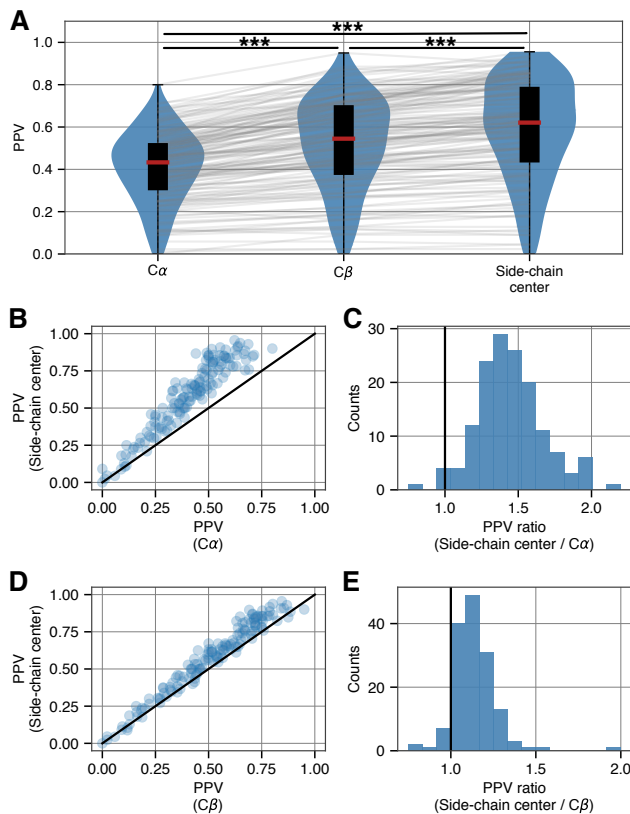 A
***
***
***
1.0
0.8
0.6
0.4
0.2
0.0
PPV
Cα
Cβ
Side-chain
center
B
1.00
0.75
0.50
0.25
0.00
PPV
(Side-chain center)
0.00 0.25 0.50 0.75 1.00
PPV
(Cα)
C
30
20
10
0
Counts
1.0 1.5 2.0
PPV ratio
(Side-chain center / Cα)
D
1.00
0.75
0.50
0.25
0.00
PPV
(Side-chain center)
0.00 0.25 0.50 0.75 1.00
PPV
(Cβ)
E
40
20
0
Counts
1.0 1.5 2.0
PPV ratio
(Side-chain center / Cβ)